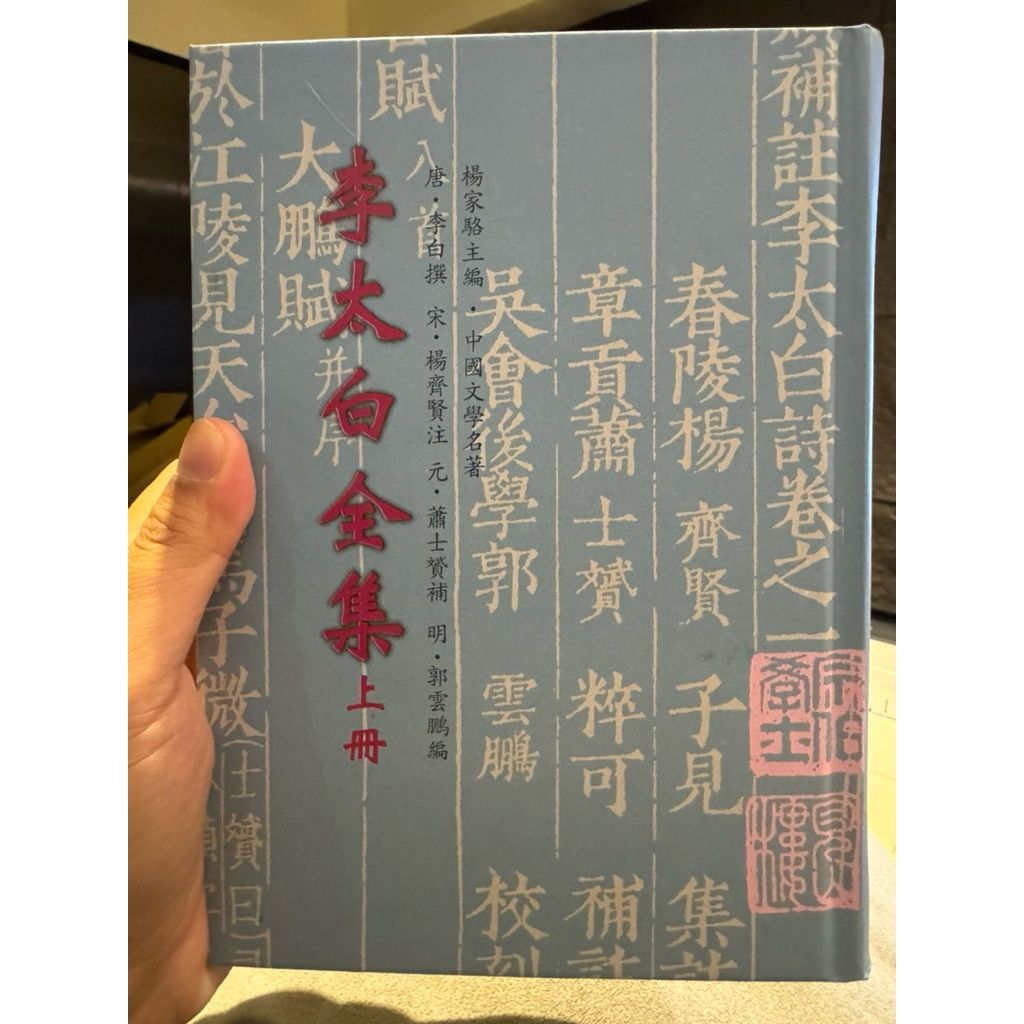 李太白全集上冊
楊家駱主編・中國文學名著
唐・李白撰 宋・楊齊賢注 元・蕭士贇補 明・郭雲鵬編
補註李太白詩卷之一
春陵楊 齊賢 子見 集註
章貢蕭 士贇 粹可 補註
吳會後學郭 雲鵬 校刻
賦八首
大鵬賦并序
於江陵見天台
子微(士贇曰